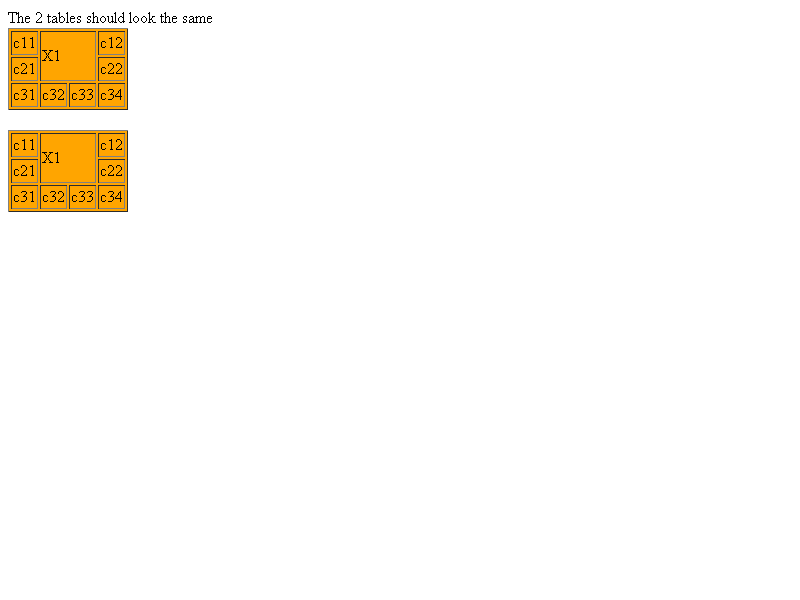 The 2 tables should look the same
c11 X1 c12
c21 c22
c31 c32 c33 c34
c11 X1 c12
c21 c22
c31 c32 c33 c34